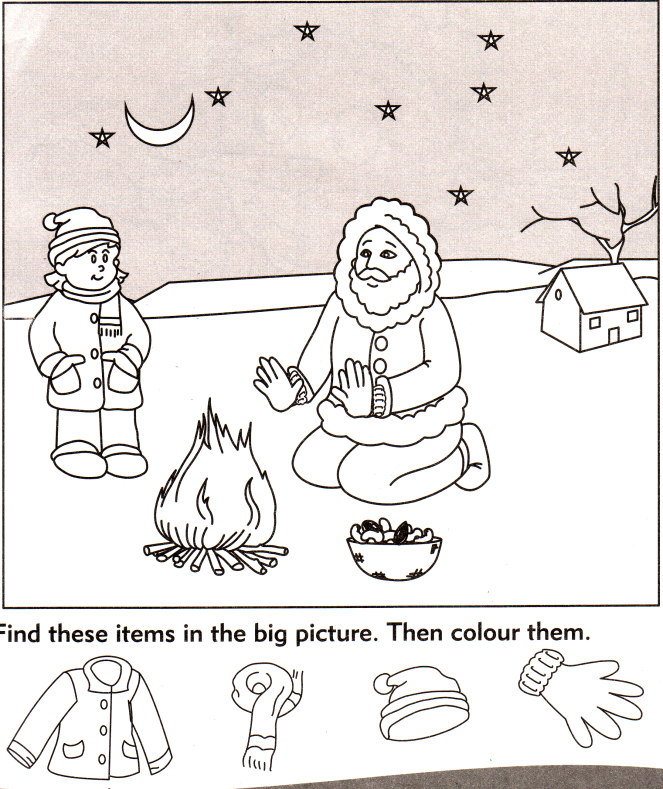 Find these items in the big picture. Then colour them.